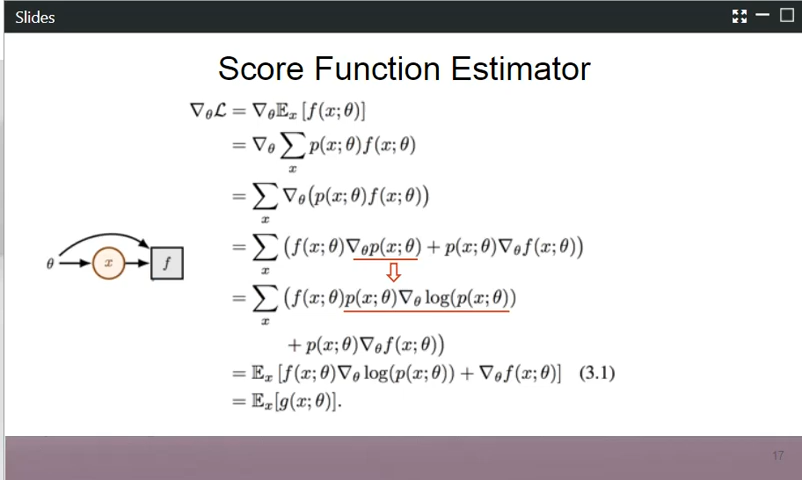 Slides
Score Function Estimator
∇θℒ = ∇θ𝔼x [f(x;θ)]
= ∇θ ∑x p(x;θ)f(x;θ)
= ∑x ∇θ(p(x;θ)f(x;θ))
= ∑x (f(x;θ)∇θp(x;θ) + p(x;θ)∇θf(x;θ))
θ x f
= ∑x (f(x;θ)p(x;θ)∇θ log(p(x;θ))
+ p(x;θ)∇θf(x;θ))
= 𝔼x [f(x;θ)∇θ log(p(x;θ)) + ∇θf(x;θ)] (3.1)
= 𝔼x[g(x;θ)].
17